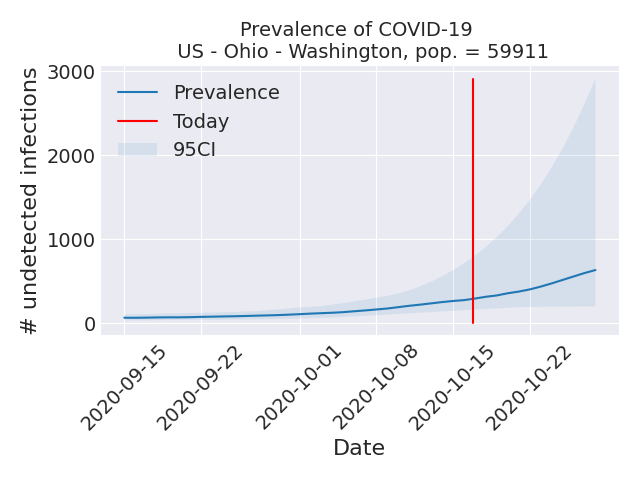 Prevalence of COVID-19
US - Ohio - Washington, pop. = 59911
# undetected infections
3000
2000
1000
0
Prevalence
Today
95CI
2020-09-15
2020-09-22
2020-10-01
2020-10-08
2020-10-15
2020-10-22
Date